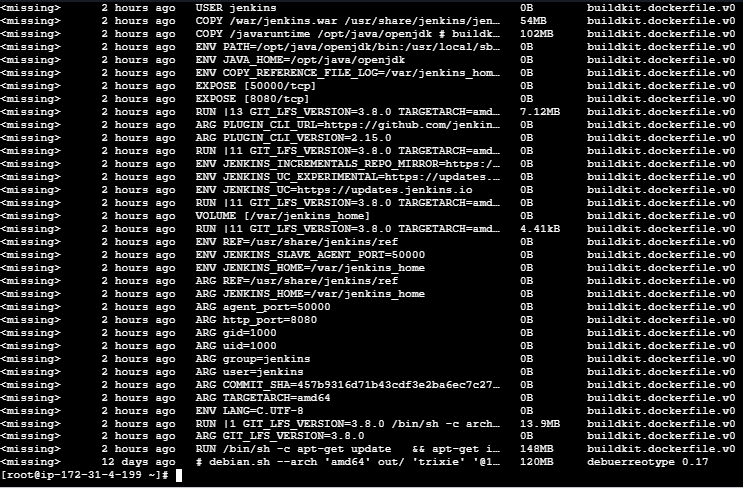 <missing> 2 hours ago USER jenkins 0B buildkit.dockerfile.v0
<missing> 2 hours ago COPY /war/jenkins.war /usr/share/jenkins/jen… 54MB buildkit.dockerfile.v0
<missing> 2 hours ago COPY /javaruntime /opt/java/openjdk # buildk… 102MB buildkit.dockerfile.v0
<missing> 2 hours ago ENV PATH=/opt/java/openjdk/bin:/usr/local/sb… 0B buildkit.dockerfile.v0
<missing> 2 hours ago ENV JAVA_HOME=/opt/java/openjdk 0B buildkit.dockerfile.v0
<missing> 2 hours ago ENV COPY_REFERENCE_FILE_LOG=/var/jenkins_hom… 0B buildkit.dockerfile.v0
<missing> 2 hours ago EXPOSE [50000/tcp] 0B buildkit.dockerfile.v0
<missing> 2 hours ago EXPOSE [8080/tcp] 0B buildkit.dockerfile.v0
<missing> 2 hours ago RUN |13 GIT_LFS_VERSION=3.8.0 TARGETARCH=amd… 7.12MB buildkit.dockerfile.v0
<missing> 2 hours ago ARG PLUGIN_CLI_URL=https://github.com/jenkin… 0B buildkit.dockerfile.v0
<missing> 2 hours ago ARG PLUGIN_CLI_VERSION=2.15.0 0B buildkit.dockerfile.v0
<missing> 2 hours ago RUN |11 GIT_LFS_VERSION=3.8.0 TARGETARCH=amd… 0B buildkit.dockerfile.v0
<missing> 2 hours ago ENV JENKINS_INCREMENTALS_REPO_MIRROR=https:/… 0B buildkit.dockerfile.v0
<missing> 2 hours ago ENV JENKINS_UC_EXPERIMENTAL=https://updates.… 0B buildkit.dockerfile.v0
<missing> 2 hours ago ENV JENKINS_UC=https://updates.jenkins.io 0B buildkit.dockerfile.v0
<missing> 2 hours ago RUN |11 GIT_LFS_VERSION=3.8.0 TARGETARCH=amd… 0B buildkit.dockerfile.v0
<missing> 2 hours ago VOLUME [/var/jenkins_home] 0B buildkit.dockerfile.v0
<missing> 2 hours ago RUN |11 GIT_LFS_VERSION=3.8.0 TARGETARCH=amd… 4.41kB buildkit.dockerfile.v0
<missing> 2 hours ago ENV REF=/usr/share/jenkins/ref 0B buildkit.dockerfile.v0
<missing> 2 hours ago ENV JENKINS_SLAVE_AGENT_PORT=50000 0B buildkit.dockerfile.v0
<missing> 2 hours ago ENV JENKINS_HOME=/var/jenkins_home 0B buildkit.dockerfile.v0
<missing> 2 hours ago ARG REF=/usr/share/jenkins/ref 0B buildkit.dockerfile.v0
<missing> 2 hours ago ARG JENKINS_HOME=/var/jenkins_home 0B buildkit.dockerfile.v0
<missing> 2 hours ago ARG agent_port=50000 0B buildkit.dockerfile.v0
<missing> 2 hours ago ARG http_port=8080 0B buildkit.dockerfile.v0
<missing> 2 hours ago ARG gid=1000 0B buildkit.dockerfile.v0
<missing> 2 hours ago ARG uid=1000 0B buildkit.dockerfile.v0
<missing> 2 hours ago ARG group=jenkins 0B buildkit.dockerfile.v0
<missing> 2 hours ago ARG user=jenkins 0B buildkit.dockerfile.v0
<missing> 2 hours ago ARG COMMIT_SHA=457b9316d71b43cdf3e2ba6ec7c27… 0B buildkit.dockerfile.v0
<missing> 2 hours ago ARG TARGETARCH=amd64 0B buildkit.dockerfile.v0
<missing> 2 hours ago ENV LANG=C.UTF-8 0B buildkit.dockerfile.v0
<missing> 2 hours ago RUN |1 GIT_LFS_VERSION=3.8.0 /bin/sh -c arch… 13.9MB buildkit.dockerfile.v0
<missing> 2 hours ago ARG GIT_LFS_VERSION=3.8.0 0B buildkit.dockerfile.v0
<missing> 2 hours ago RUN /bin/sh -c apt-get update && apt-get i… 148MB buildkit.dockerfile.v0
<missing> 12 days ago # debian.sh --arch 'amd64' out/ 'trixie' '@1… 120MB debuerreotype 0.17
[root@ip-172-31-4-199 ~]#